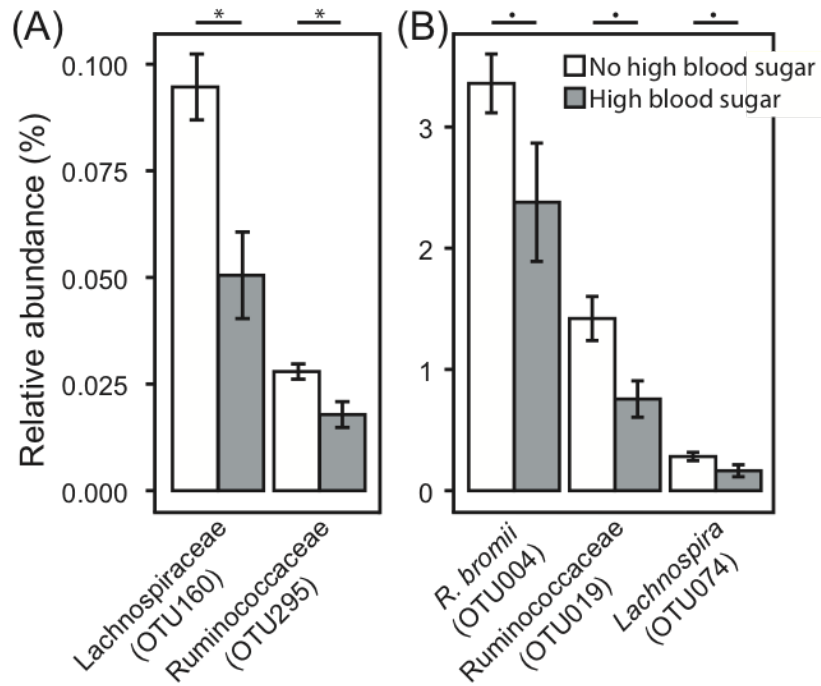 (A)
* *
Relative abundance (%)
0.100
0.075
0.050
0.025
0.000
Lachnospiraceae
(OTU160)
Ruminococcaceae
(OTU295)
(B)
• • •
No high blood sugar
High blood sugar
3
2
1
0
R. bromii
(OTU004)
Ruminococcaceae
(OTU019)
Lachnospira
(OTU074)